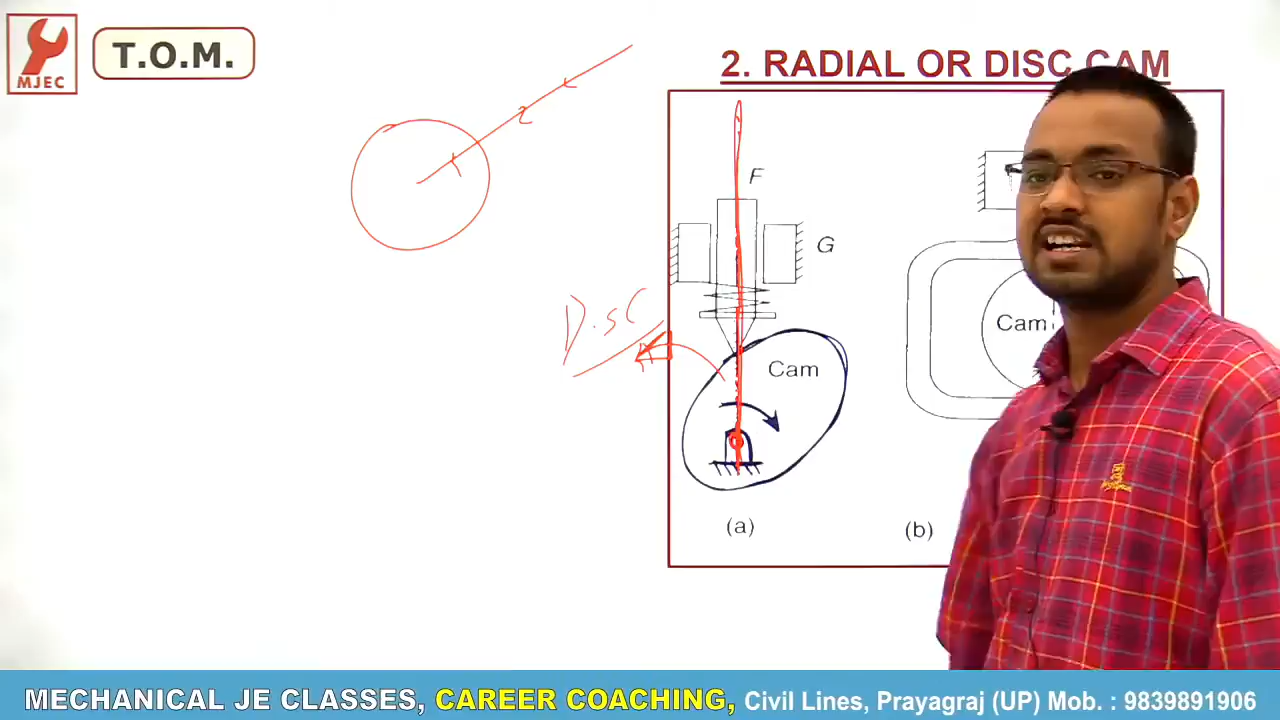 MJEC
T.O.M.
2. RADIAL OR DISC CAM
F
G
Disc
Cam
Cam
(a)
(b)
MECHANICAL JE CLASSES, CAREER COACHING, Civil Lines, Prayagraj (UP) Mob. : 9839891906